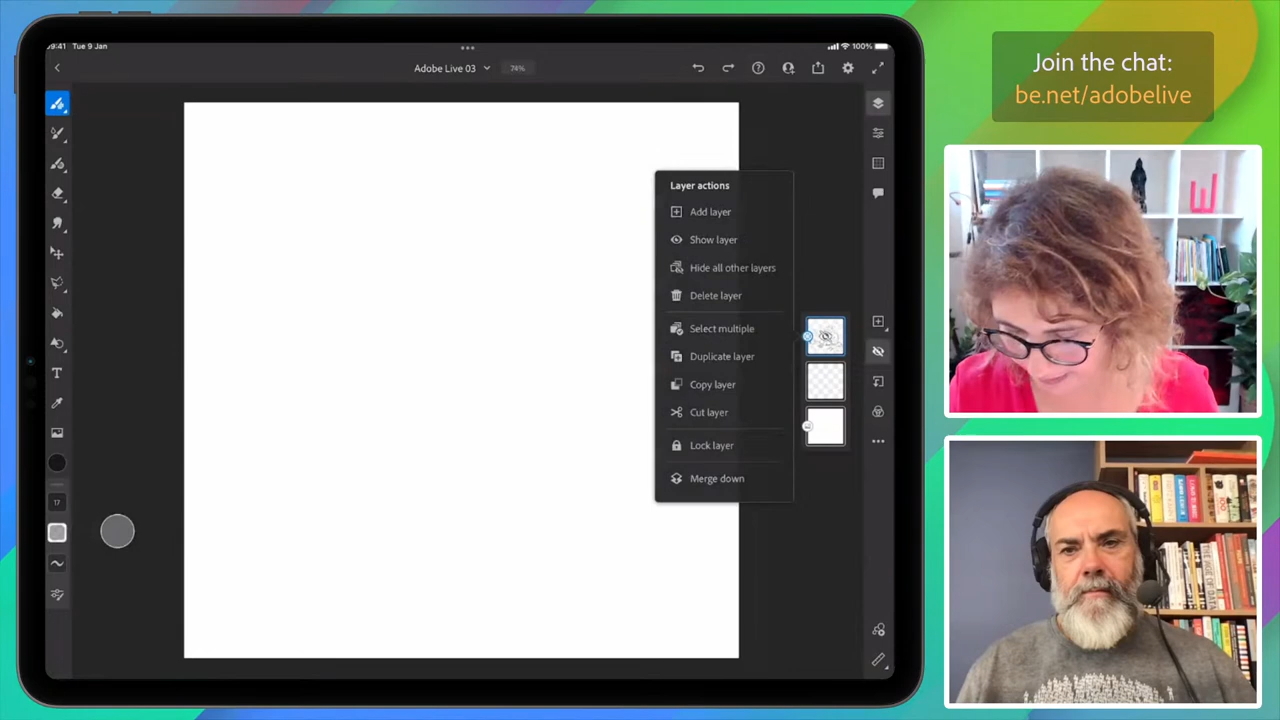 09:41 Tue 9 Jan
100%
Adobe Live 03
74%
Layer actions
Add layer
Show layer
Hide all other layers
Delete layer
Select multiple
Duplicate layer
Copy layer
Cut layer
Lock layer
Merge down
17
Join the chat:
be.net/adobelive